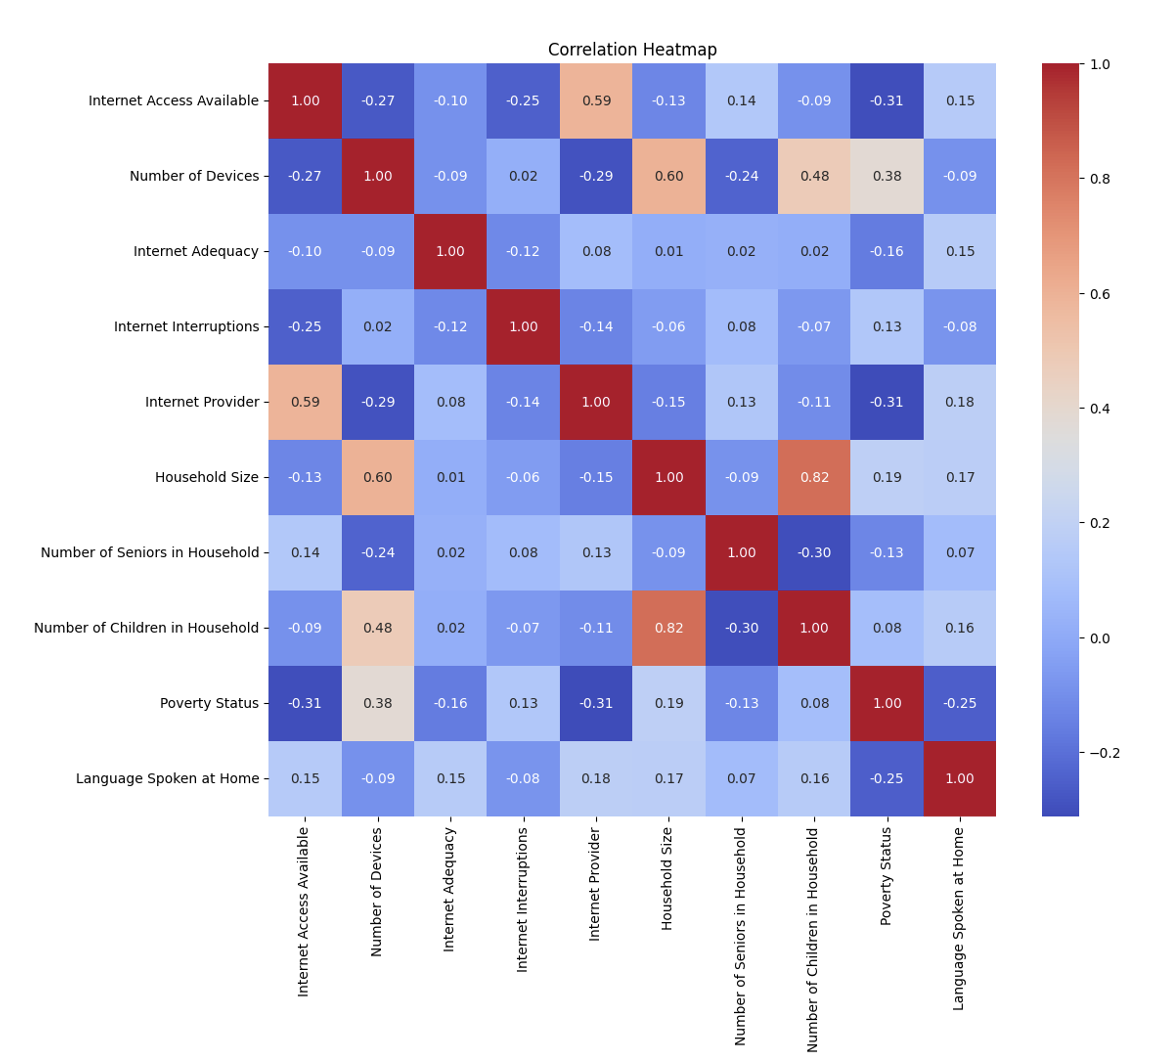 Correlation Heatmap
Internet Access Available 1.00 -0.27 -0.10 -0.25 0.59 -0.13 0.14 -0.09 -0.31 0.15
Number of Devices -0.27 1.00 -0.09 0.02 -0.29 0.60 -0.24 0.48 0.38 -0.09
Internet Adequacy -0.10 -0.09 1.00 -0.12 0.08 0.01 0.02 0.02 -0.16 0.15
Internet Interruptions -0.25 0.02 -0.12 1.00 -0.14 -0.06 0.08 -0.07 0.13 -0.08
Internet Provider 0.59 -0.29 0.08 -0.14 1.00 -0.15 0.13 -0.11 -0.31 0.18
Household Size -0.13 0.60 0.01 -0.06 -0.15 1.00 -0.09 0.82 0.19 0.17
Number of Seniors in Household 0.14 -0.24 0.02 0.08 0.13 -0.09 1.00 -0.30 -0.13 0.07
Number of Children in Household -0.09 0.48 0.02 -0.07 -0.11 0.82 -0.30 1.00 0.08 0.16
Poverty Status -0.31 0.38 -0.16 0.13 -0.31 0.19 -0.13 0.08 1.00 -0.25
Language Spoken at Home 0.15 -0.09 0.15 -0.08 0.18 0.17 0.07 0.16 -0.25 1.00
Internet Access Available
Number of Devices
Internet Adequacy
Internet Interruptions
Internet Provider
Household Size
Number of Seniors in Household
Number of Children in Household
Poverty Status
Language Spoken at Home
1.0
0.8
0.6
0.4
0.2
0.0
−0.2